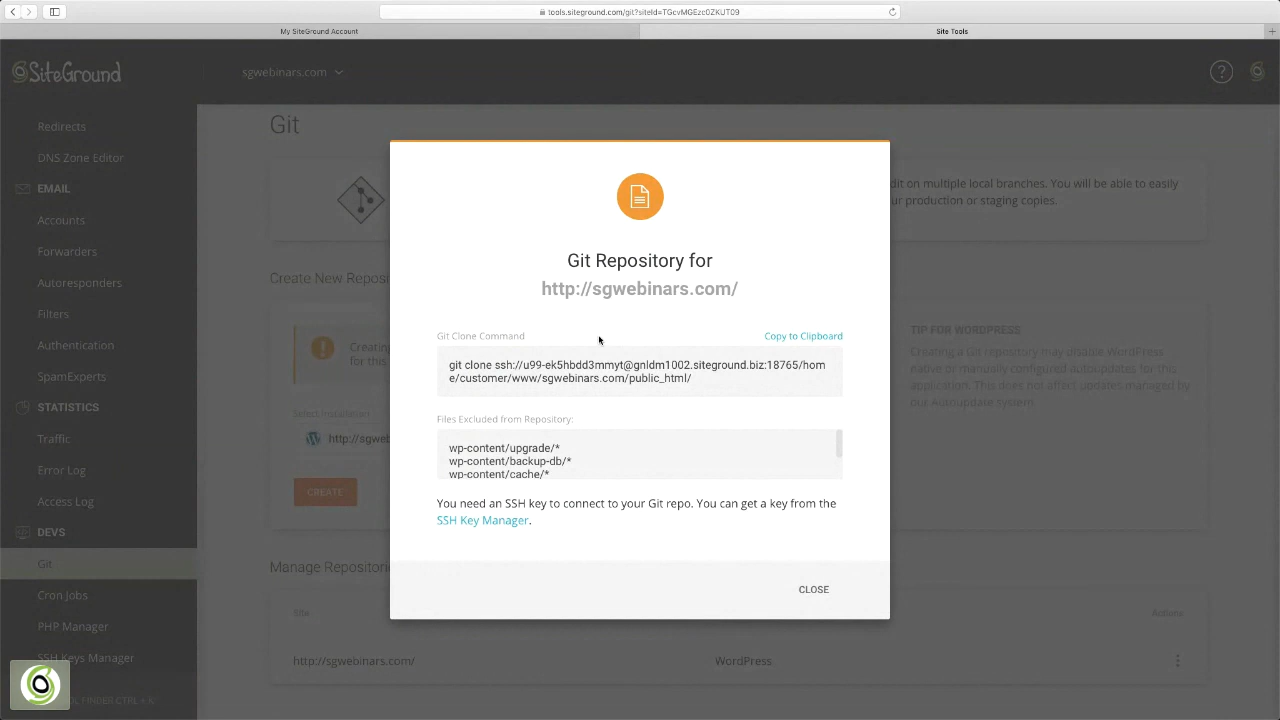 tools.siteground.com/git?siteId=TGcvMGEzc0ZKUT09
My SiteGround Account
Site Tools
SiteGround
sgwebinars.com
?
Redirects
DNS Zone Editor
EMAIL
Accounts
Forwarders
Autoresponders
Filters
Authentication
SpamExperts
STATISTICS
Traffic
Error Log
Access Log
DEVS
Git
Cron Jobs
PHP Manager
SSH Keys Manager
OL FINDER CTRL + K
Git
dit on multiple local branches. You will be able to easily
ur production or staging copies.
Create New Reposi
Creating
for this
Select Installation
http://sgweb
CREATE
TIP FOR WORDPRESS
Creating a Git repository may disable WordPress
native or manually configured autoupdates for this
application. This does not affect updates managed by
our Autoupdate system.
Manage Repositori
Site
Actions
http://sgwebinars.com/
WordPress
Git Repository for
http://sgwebinars.com/
Git Clone Command
Copy to Clipboard
git clone ssh://u99-ek5hbdd3mmyt@gnldm1002.siteground.biz:18765/hom
e/customer/www/sgwebinars.com/public_html/
Files Excluded from Repository:
wp-content/upgrade/*
wp-content/backup-db/*
wp-content/cache/*
You need an SSH key to connect to your Git repo. You can get a key from the
SSH Key Manager.
CLOSE